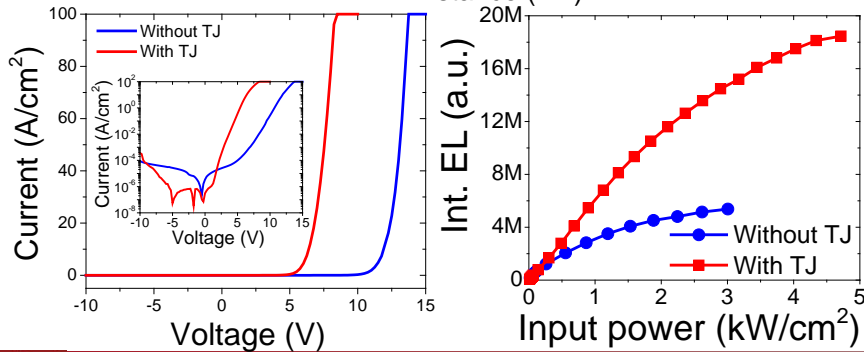 Current (A/cm²)
100
80
60
40
20
0
-10
-5
0
5
10
15
Voltage (V)
Without TJ
With TJ
Current (A/cm²)
10²
10⁰
10⁻²
10⁻⁴
10⁻⁶
10⁻⁸
-10
-5
0
5
10
15
Voltage (V)
Int. EL (a.u.)
20M
18M
12M
8M
4M
0
0
1
2
3
4
5
Input power (kW/cm²)
Without TJ
With TJ